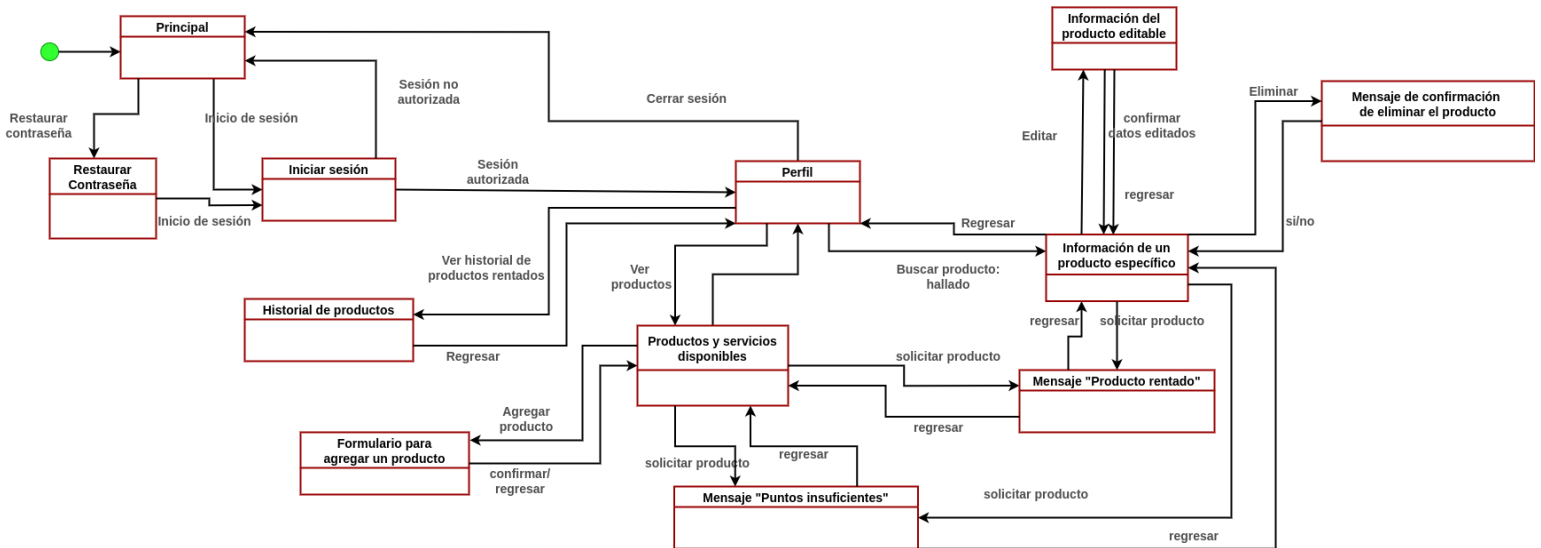 Principal
Información del
producto editable
Sesión no
autorizada
Cerrar sesión
Eliminar
Mensaje de confirmación
de eliminar el producto
Restaurar
contraseña
Inicio de sesión
Editar
confirmar
datos editados
Restaurar
Contraseña
Iniciar sesión
Sesión
autorizada
Perfil
regresar
Inicio de sesión
Regresar
si/no
Ver historial de
productos rentados
Ver
productos
Buscar producto:
hallado
Información de un
producto específico
Historial de productos
regresar
solicitar producto
Productos y servicios
disponibles
Regresar
solicitar producto
Mensaje "Producto rentado"
Agregar
producto
regresar
Formulario para
agregar un producto
solicitar producto
regresar
confirmar/
regresar
Mensaje "Puntos insuficientes"
solicitar producto
regresar